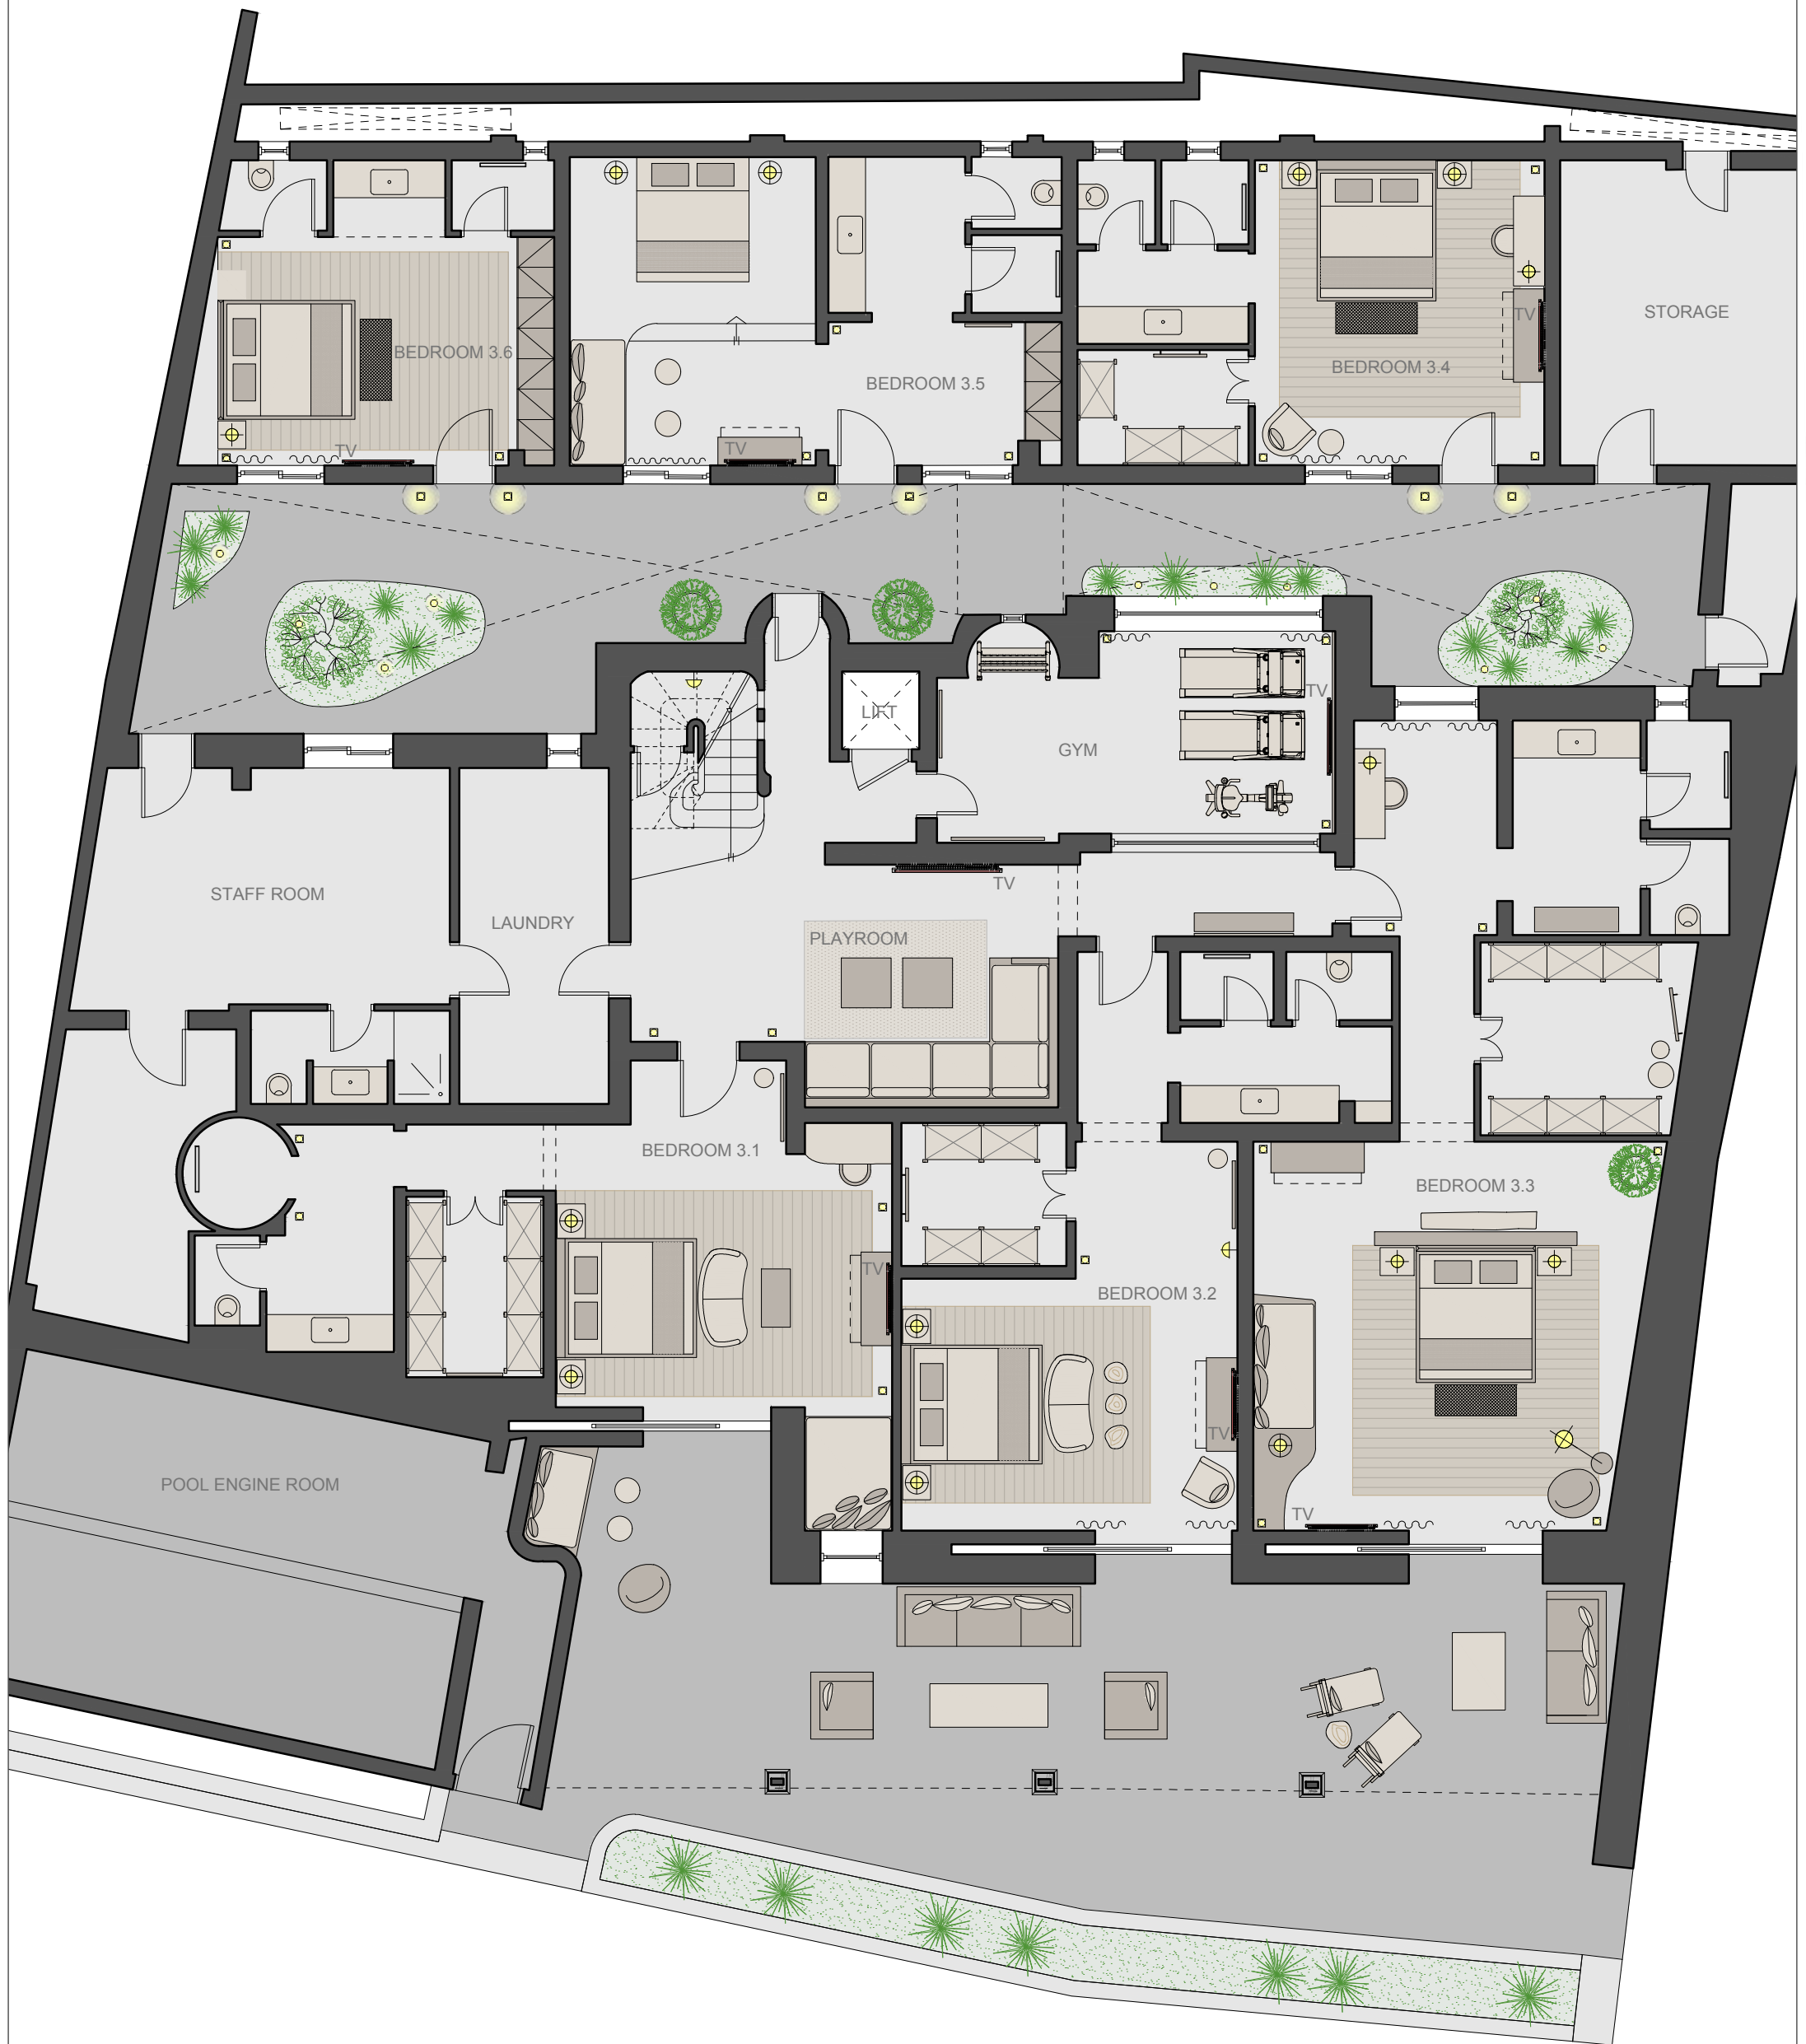 STORAGE
TV
BEDROOM 3.6
BEDROOM 3.4
BEDROOM 3.5
TV
TV
TV
LIFT
GYM
TV
PLAYROOM
STAFF ROOM
LAUNDRY
BEDROOM 3.1
BEDROOM 3.3
TV
BEDROOM 3.2
TV
POOL ENGINE ROOM
TV